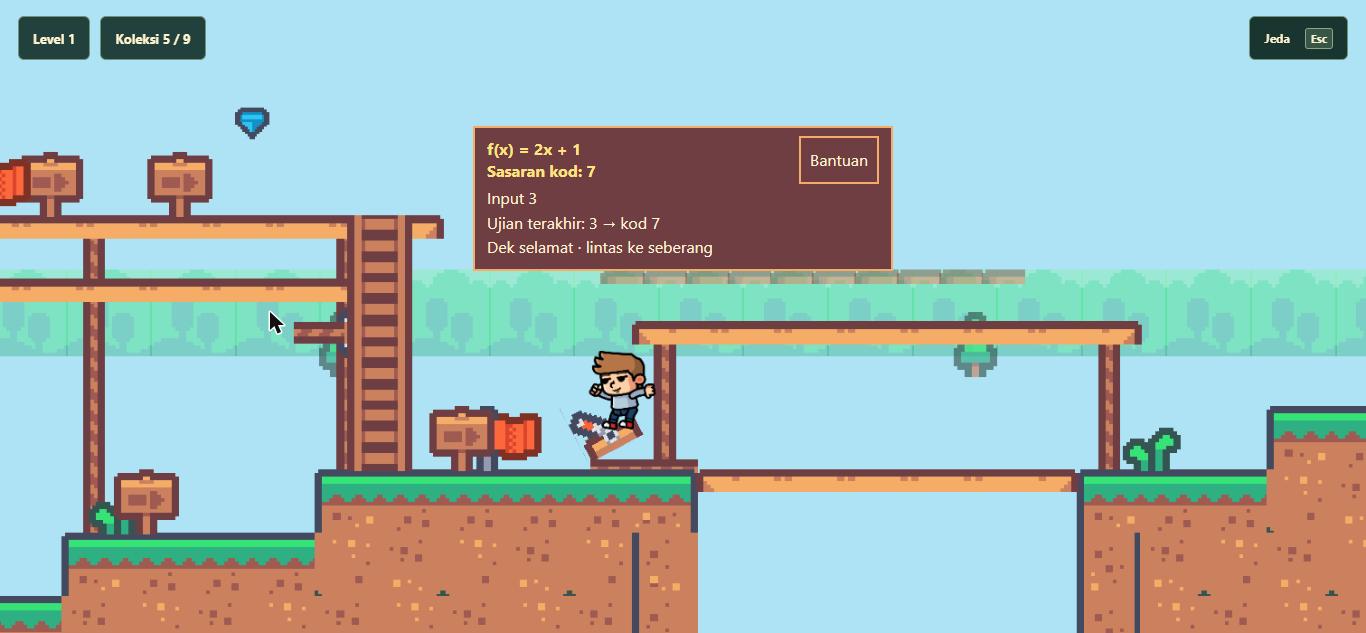 Level 1
Koleksi 5 / 9
Jeda Esc
f(x) = 2x + 1
Sasaran kod: 7
Bantuan
Input 3
Ujian terakhir: 3 → kod 7
Dek selamat · lintas ke seberang